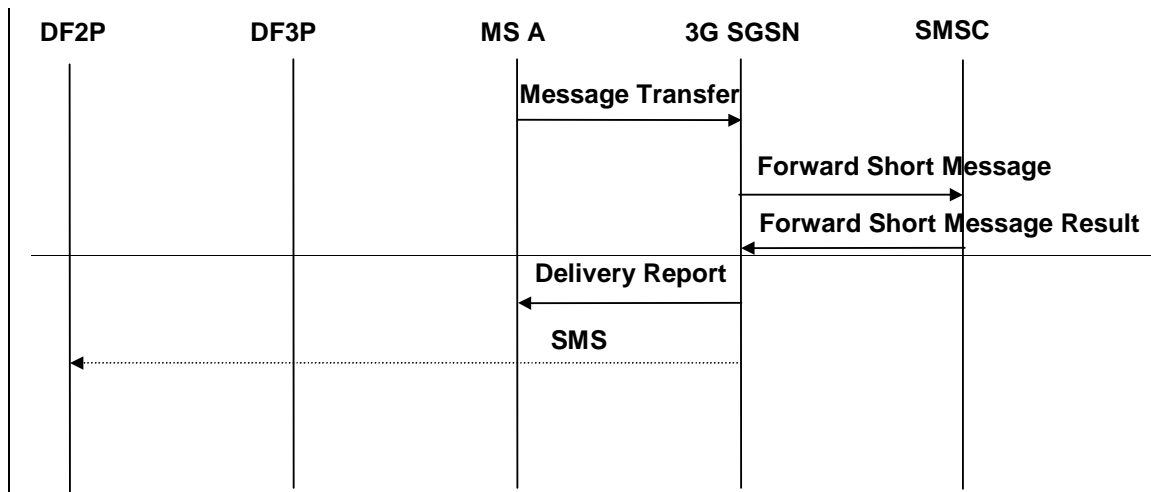 DF2P DF3P MS A 3G SGSN SMSC
Message Transfer
Forward Short Message
Forward Short Message Result
Delivery Report
SMS